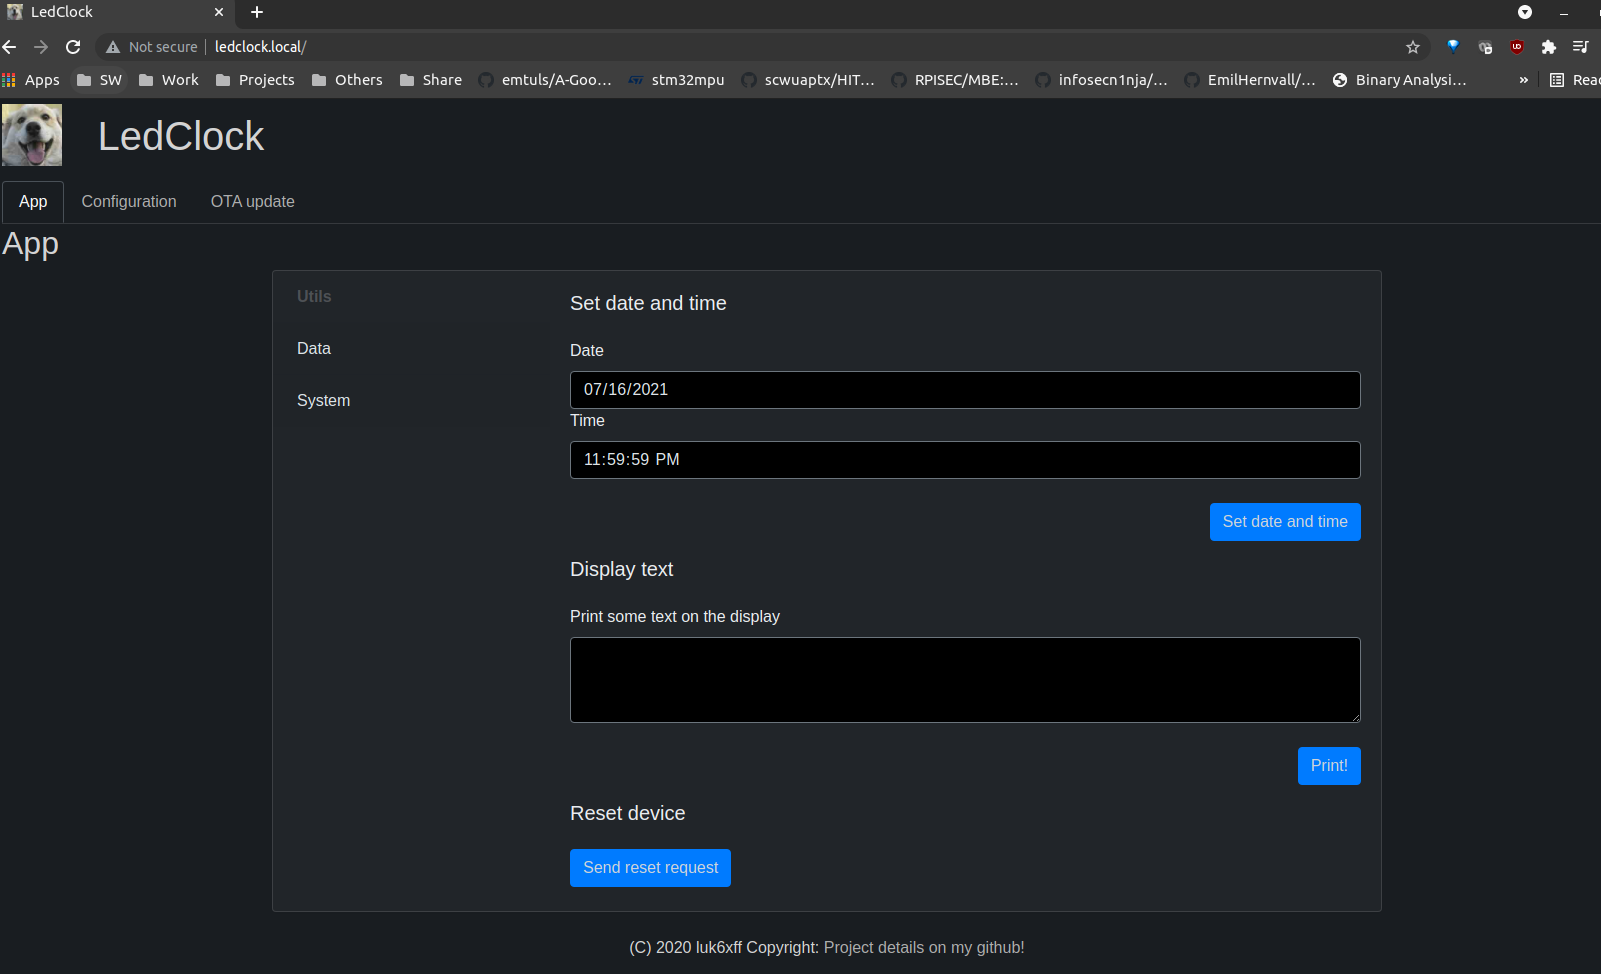 LedClock
Not secure ledclock.local/
Apps SW Work Projects Others Share emtuls/A-Goo... stm32mpu scwuaptx/HIT... RPISEC/MBE:... infosecn1nja/... EmilHernvall/... Binary Analysi... »
LedClock
App Configuration OTA update
App
Utils
Data
System
Set date and time
Date
07/16/2021
Time
11:59:59 PM
Set date and time
Display text
Print some text on the display
Print!
Reset device
Send reset request
(C) 2020 luk6xff Copyright: Project details on my github!